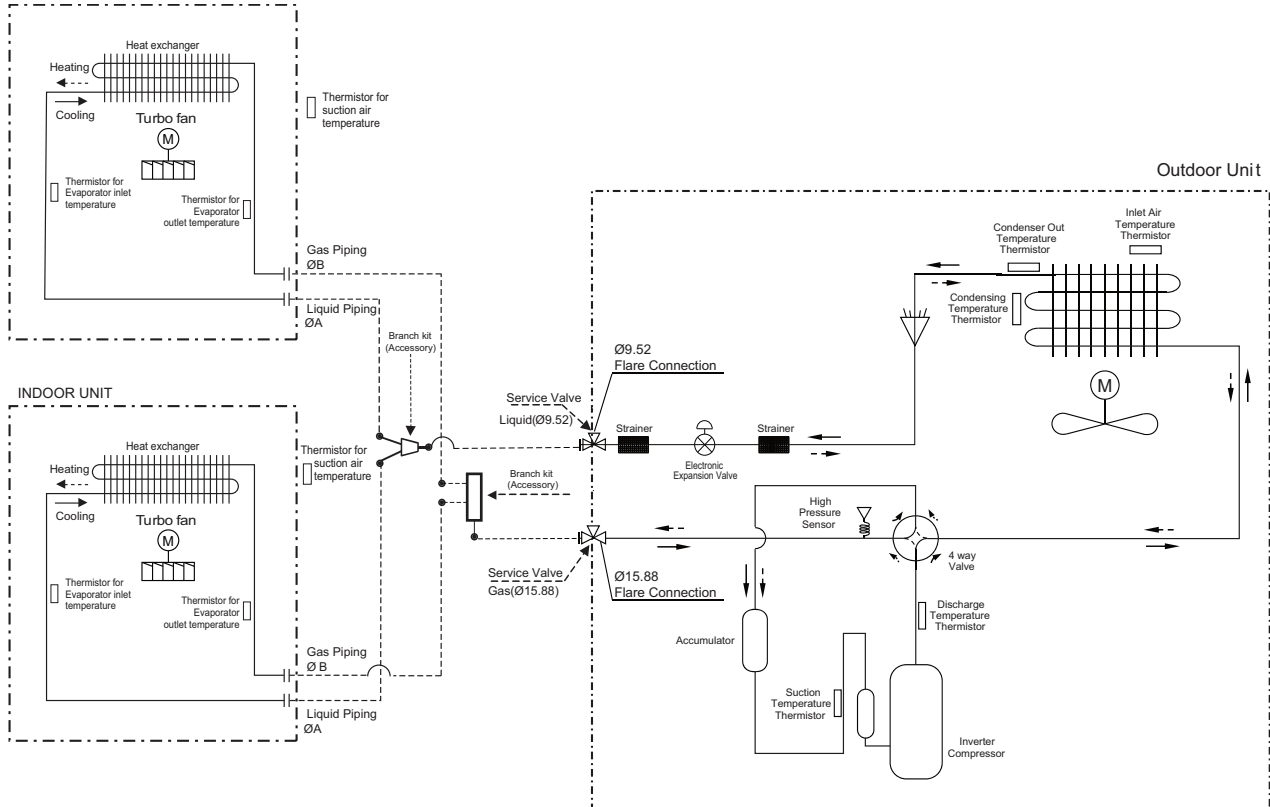 Heat exchanger
Heating
Cooling
Turbo fan
M
Thermistor for
suction air
temperature
Thermistor for
Evaporator inlet
temperature
Thermistor for
Evaporator
outlet temperature
Gas Piping
ØB
Liquid Piping
ØA
Branch kit
(Accessory)
INDOOR UNIT
Heat exchanger
Heating
Cooling
Turbo fan
M
Thermistor for
suction air
temperature
Thermistor for
Evaporator inlet
temperature
Thermistor for
Evaporator
outlet temperature
Gas Piping
Ø B
Liquid Piping
ØA
Branch kit
(Accessory)
Service Valve
Liquid(Ø9.52)
Ø9.52
Flare Connection
Service Valve
Gas(Ø15.88)
Ø15.88
Flare Connection
Outdoor Unit
Inlet Air
Temperature
Thermistor
Condenser Out
Temperature
Thermistor
Condensing
Temperature
Thermistor
M
Strainer
Electronic
Expansion Valve
Strainer
High
Pressure
Sensor
4 way
Valve
Discharge
Temperature
Thermistor
Accumulator
Suction
Temperature
Thermistor
Inverter
Compressor